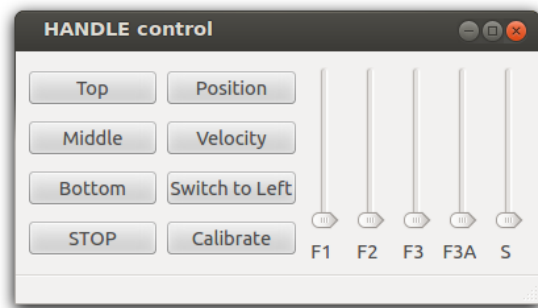 HANDLE control
Top Position
Middle Velocity
Bottom Switch to Left
STOP Calibrate
F1 F2 F3 F3A S